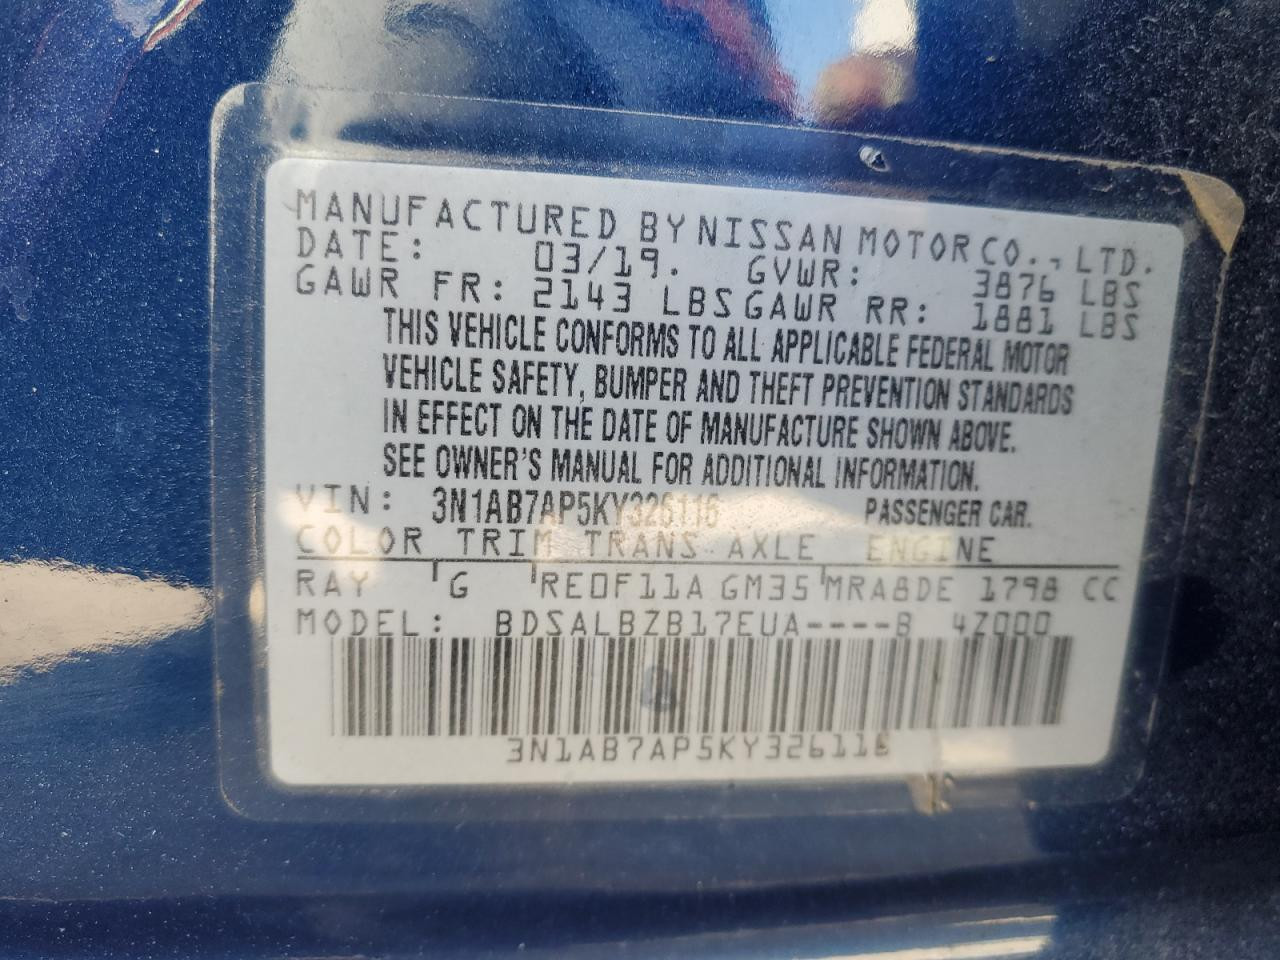 MANUFACTURED BY NISSAN MOTOR CO., LTD.
DATE: 03/19. GVWR: 3876 LBS
GAWR FR: 2143 LBS GAWR RR: 1881 LBS
THIS VEHICLE CONFORMS TO ALL APPLICABLE FEDERAL MOTOR
VEHICLE SAFETY, BUMPER AND THEFT PREVENTION STANDARDS
IN EFFECT ON THE DATE OF MANUFACTURE SHOWN ABOVE.
SEE OWNER'S MANUAL FOR ADDITIONAL INFORMATION.
VIN: 3N1AB7AP5KY326116 PASSENGER CAR.
COLOR TRIM TRANS AXLE ENGINE
RAY G RE0F11A GM35 MRA8DE 1798 CC
MODEL: BDSALBZB17EUA----B 4Z000
3N1AB7AP5KY326116